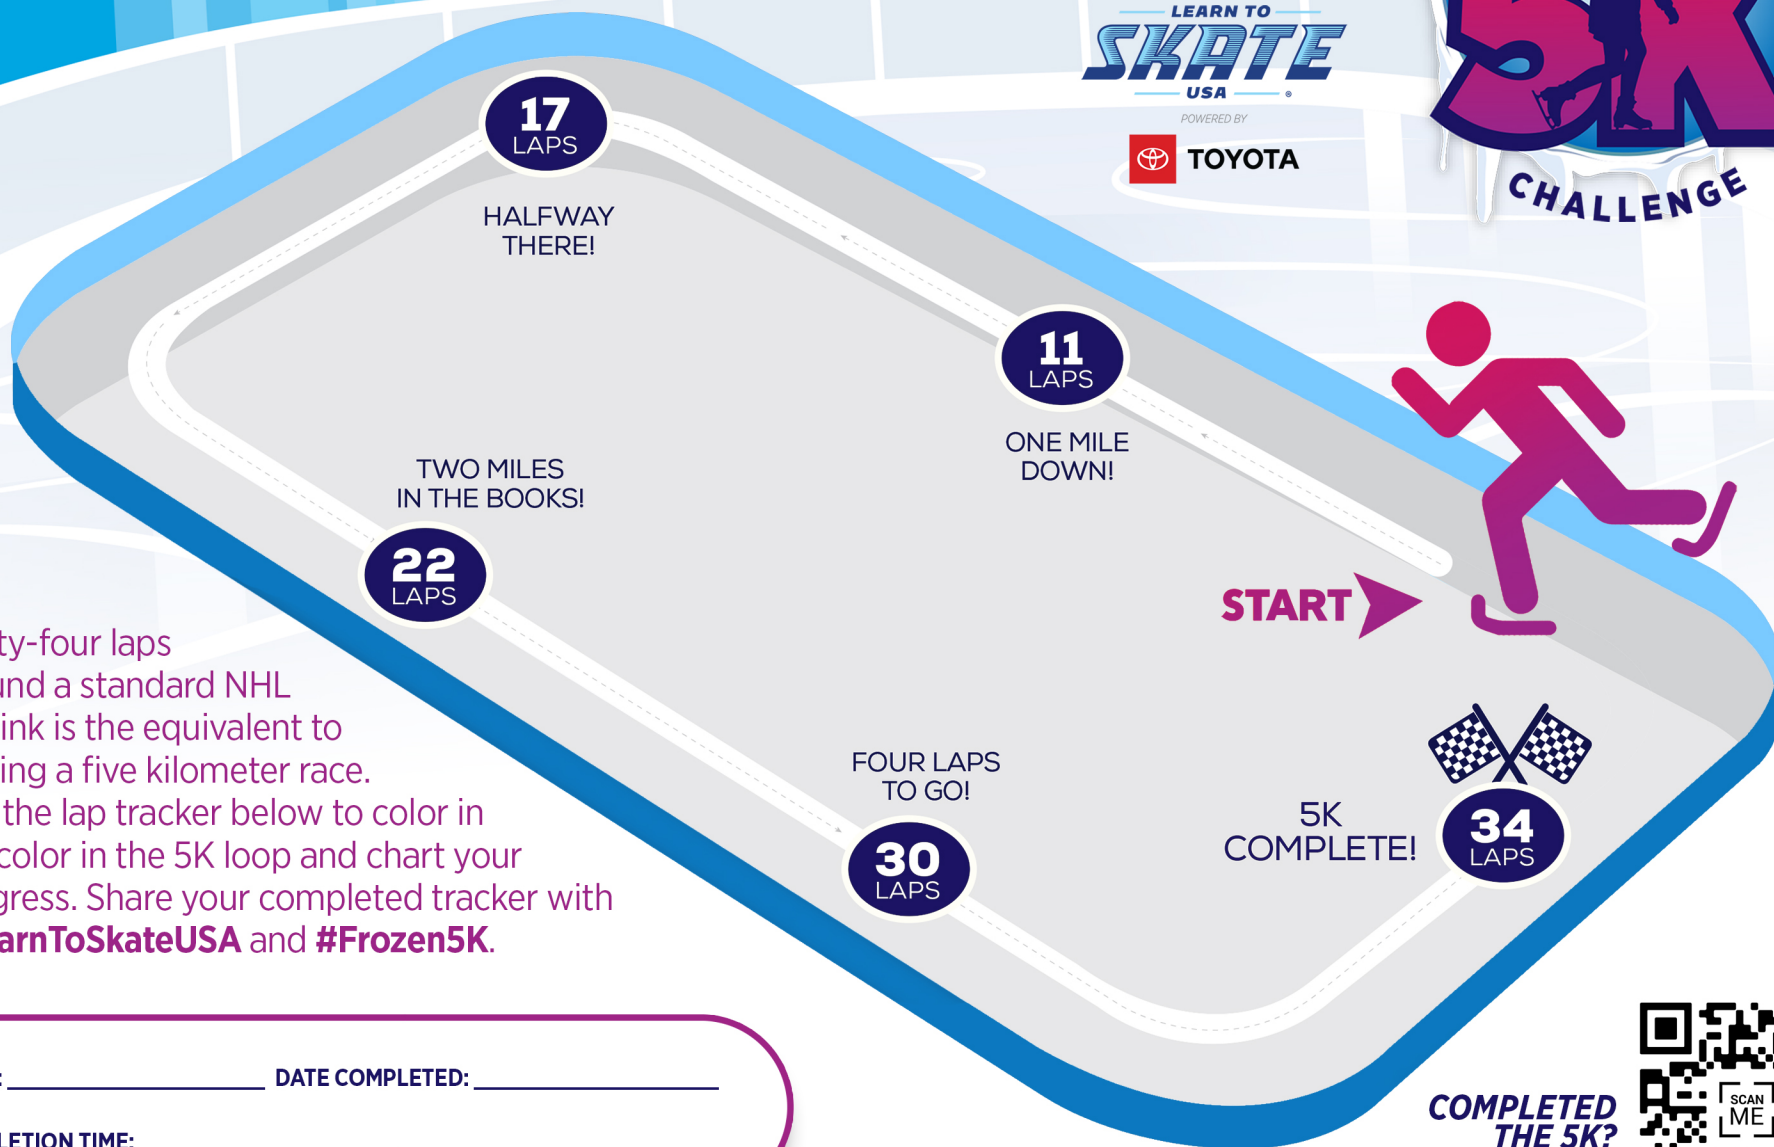 LEARN TO
SKATE
USA
POWERED BY
TOYOTA
5K
CHALLENGE
17
LAPS
HALFWAY
THERE!
11
LAPS
ONE MILE
DOWN!
TWO MILES
IN THE BOOKS!
22
LAPS
START
FOUR LAPS
TO GO!
30
LAPS
5K
COMPLETE!
34
LAPS
ty-four laps
und a standard NHL
ink is the equivalent to
ing a five kilometer race.
the lap tracker below to color in
color in the 5K loop and chart your
gress. Share your completed tracker with
arnToSkateUSA and #Frozen5K.
: DATE COMPLETED:
LETION TIME:
COMPLETED
THE 5K?
SCAN
ME